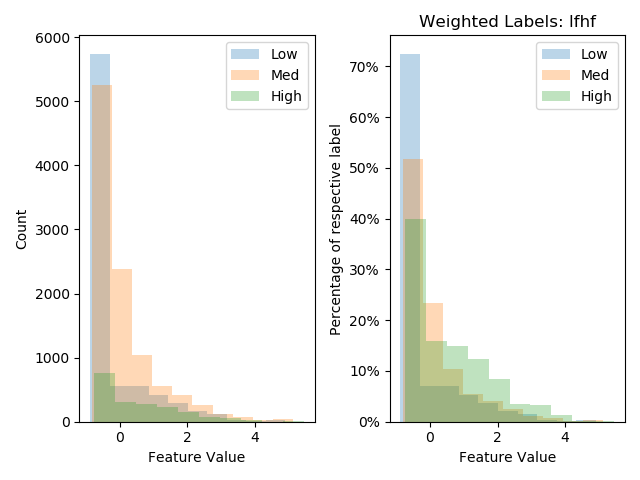 6000
5000
4000
3000
2000
1000
0
Count
0
2
4
Feature Value
Low
Med
High
Weighted Labels: lfhf
70%
60%
50%
40%
30%
20%
10%
0%
Percentage of respective label
0
2
4
Feature Value
Low
Med
High